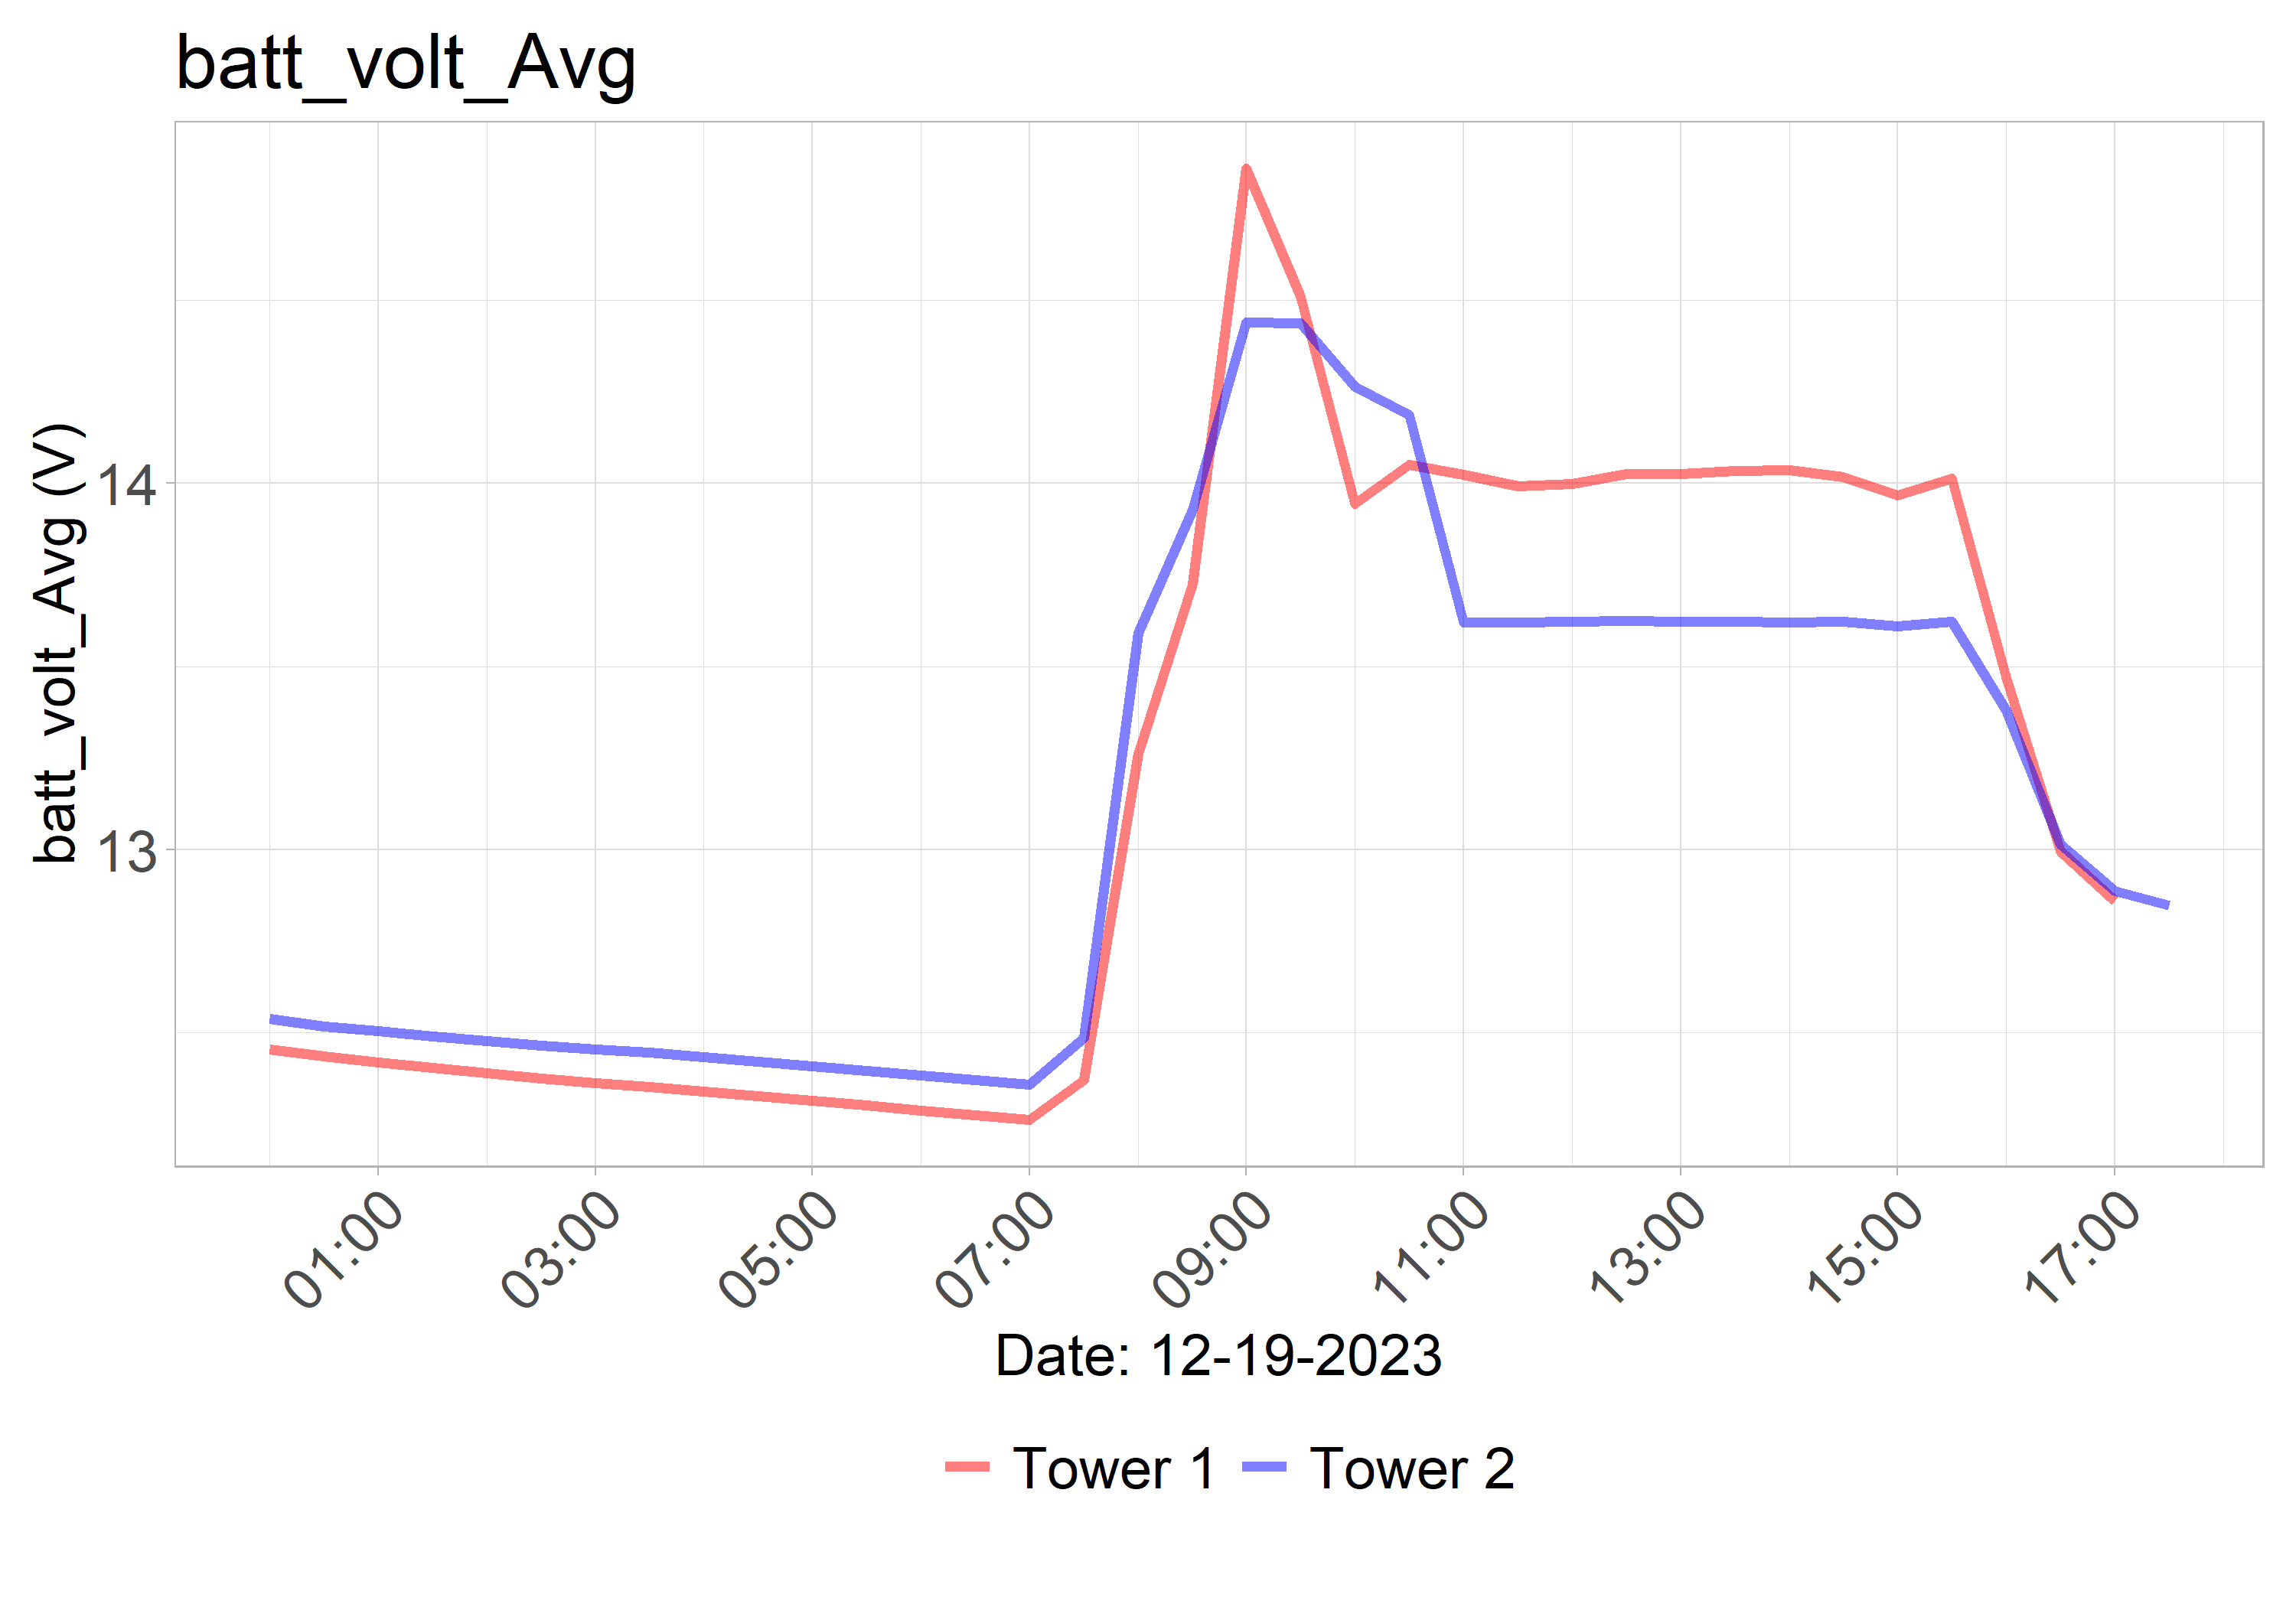 batt_volt_Avg
batt_volt_Avg (V)
14
13
01:00
03:00
05:00
07:00
09:00
11:00
13:00
15:00
17:00
Date: 12-19-2023
Tower 1
Tower 2